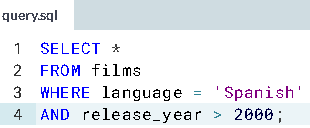 query.sql
1 SELECT *
2 FROM films
3 WHERE language = 'Spanish'
4 AND release_year > 2000;